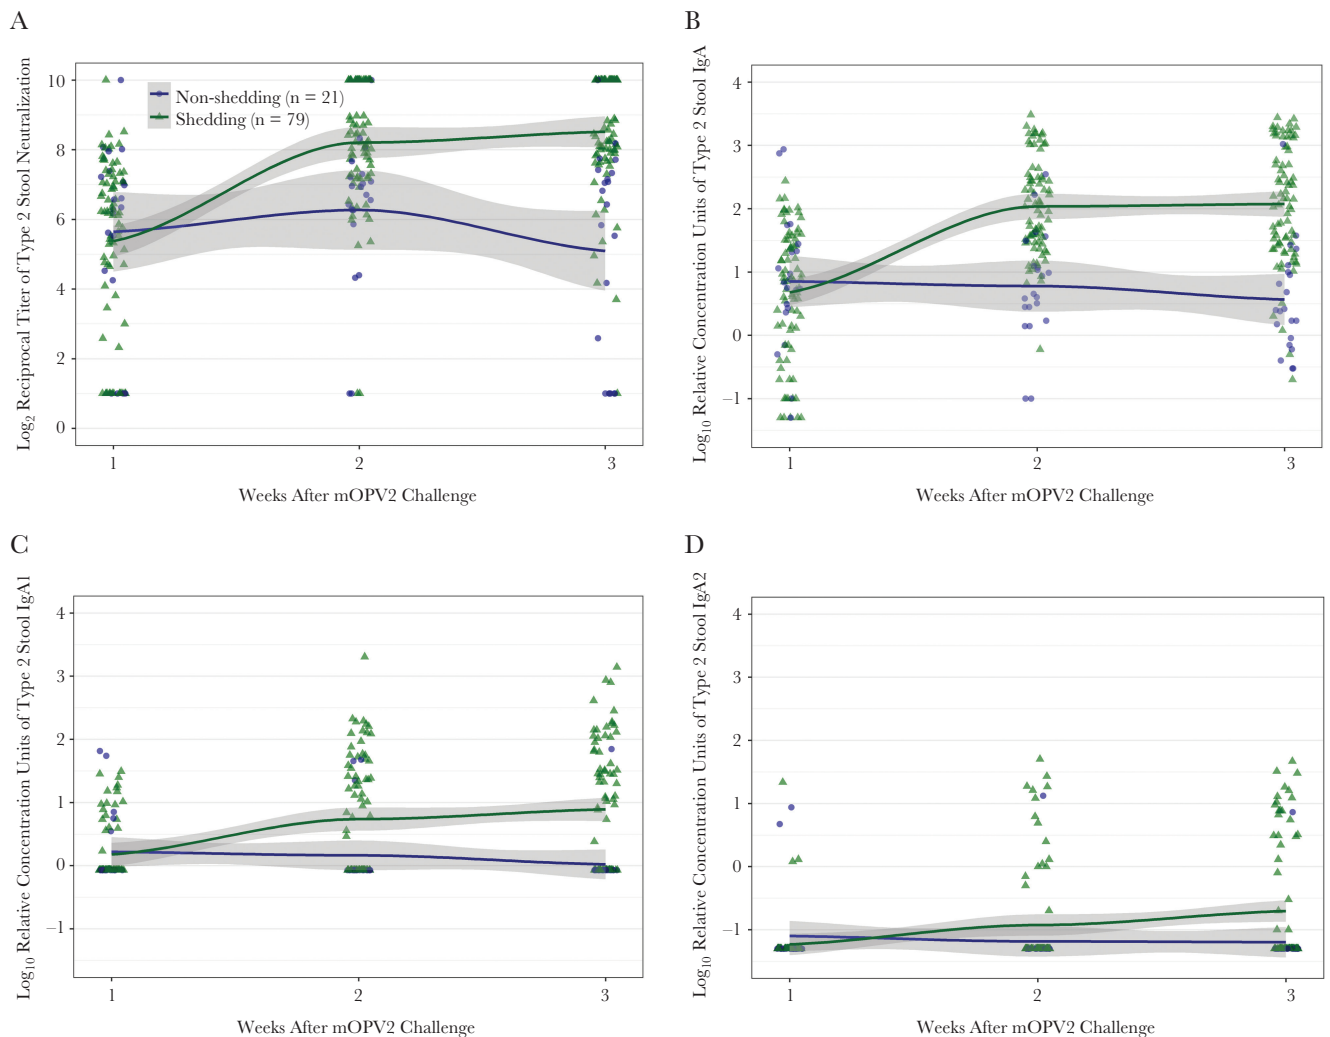 A
Log2 Reciprocal Titer of Type 2 Stool Neutralization
10
8
6
4
2
0
Non-shedding (n = 21)
Shedding (n = 79)
1
2
3
Weeks After mOPV2 Challenge
B
Log10 Relative Concentration Units of Type 2 Stool IgA
4
3
2
1
0
−1
1
2
3
Weeks After mOPV2 Challenge
C
Log10 Relative Concentration Units of Type 2 Stool IgA1
4
3
2
1
0
−1
1
2
3
Weeks After mOPV2 Challenge
D
Log10 Relative Concentration Units of Type 2 Stool IgA2
4
3
2
1
0
−1
1
2
3
Weeks After mOPV2 Challenge